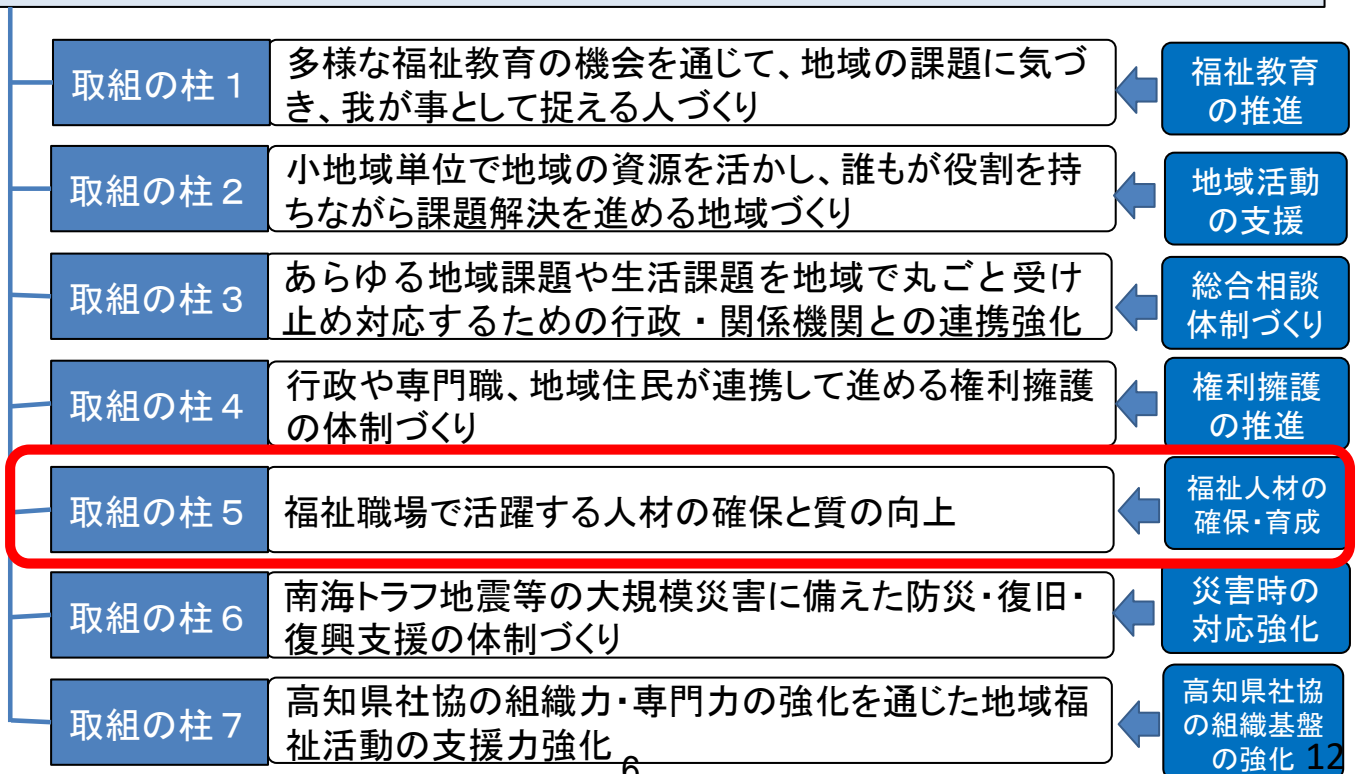 取組の柱１
多様な福祉教育の機会を通じて、地域の課題に気づ
き、我が事として捉える人づくり
福祉教育
の推進
取組の柱２
小地域単位で地域の資源を活かし、誰もが役割を持
ちながら課題解決を進める地域づくり
地域活動
の支援
取組の柱３
あらゆる地域課題や生活課題を地域で丸ごと受け
止め対応するための行政・関係機関との連携強化
総合相談
体制づくり
取組の柱４
行政や専門職、地域住民が連携して進める権利擁護
の体制づくり
権利擁護
の推進
取組の柱５
福祉職場で活躍する人材の確保と質の向上
福祉人材の
確保・育成
取組の柱６
南海トラフ地震等の大規模災害に備えた防災・復旧・
復興支援の体制づくり
災害時の
対応強化
取組の柱７
高知県社協の組織力・専門力の強化を通じた地域福
祉活動の支援力強化
高知県社協
の組織基盤
の強化
6
12